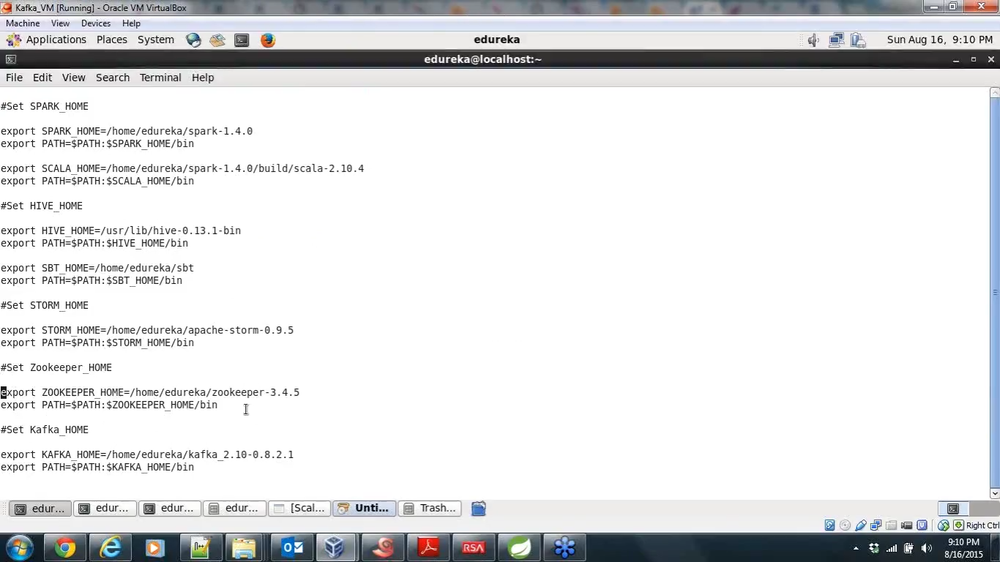 Kafka_VM [Running] - Oracle VM VirtualBox
Machine View Devices Help
Applications Places System edureka Sun Aug 16, 9:10 PM
edureka@localhost:~
File Edit View Search Terminal Help
#Set SPARK_HOME
export SPARK_HOME=/home/edureka/spark-1.4.0
export PATH=$PATH:$SPARK_HOME/bin
export SCALA_HOME=/home/edureka/spark-1.4.0/build/scala-2.10.4
export PATH=$PATH:$SCALA_HOME/bin
#Set HIVE_HOME
export HIVE_HOME=/usr/lib/hive-0.13.1-bin
export PATH=$PATH:$HIVE_HOME/bin
export SBT_HOME=/home/edureka/sbt
export PATH=$PATH:$SBT_HOME/bin
#Set STORM_HOME
export STORM_HOME=/home/edureka/apache-storm-0.9.5
export PATH=$PATH:$STORM_HOME/bin
#Set Zookeeper_HOME
export ZOOKEEPER_HOME=/home/edureka/zookeeper-3.4.5
export PATH=$PATH:$ZOOKEEPER_HOME/bin
#Set Kafka_HOME
export KAFKA_HOME=/home/edureka/kafka_2.10-0.8.2.1
export PATH=$PATH:$KAFKA_HOME/bin
edur... edur... edur... edur... [Scal... Unti... Trash...
Right Ctrl
RSA
9:10 PM
8/16/2015